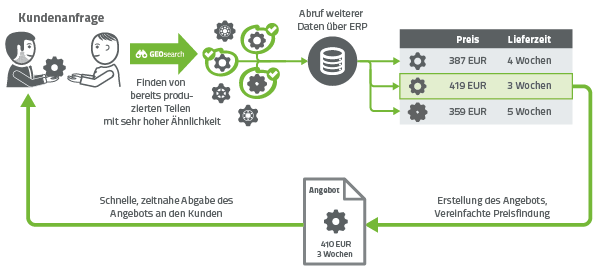 Kundenanfrage
GEOsearch
Finden von
bereits produ-
zierten Teilen
mit sehr hoher Ähnlichkeit
Abruf weiterer
Daten über ERP
Preis Lieferzeit
387 EUR 4 Wochen
419 EUR 3 Wochen
359 EUR 5 Wochen
Schnelle, zeitnahe Abgabe des
Angebots an den Kunden
Angebot
410 EUR
3 Wochen
Erstellung des Angebots,
Vereinfachte Preisfindung